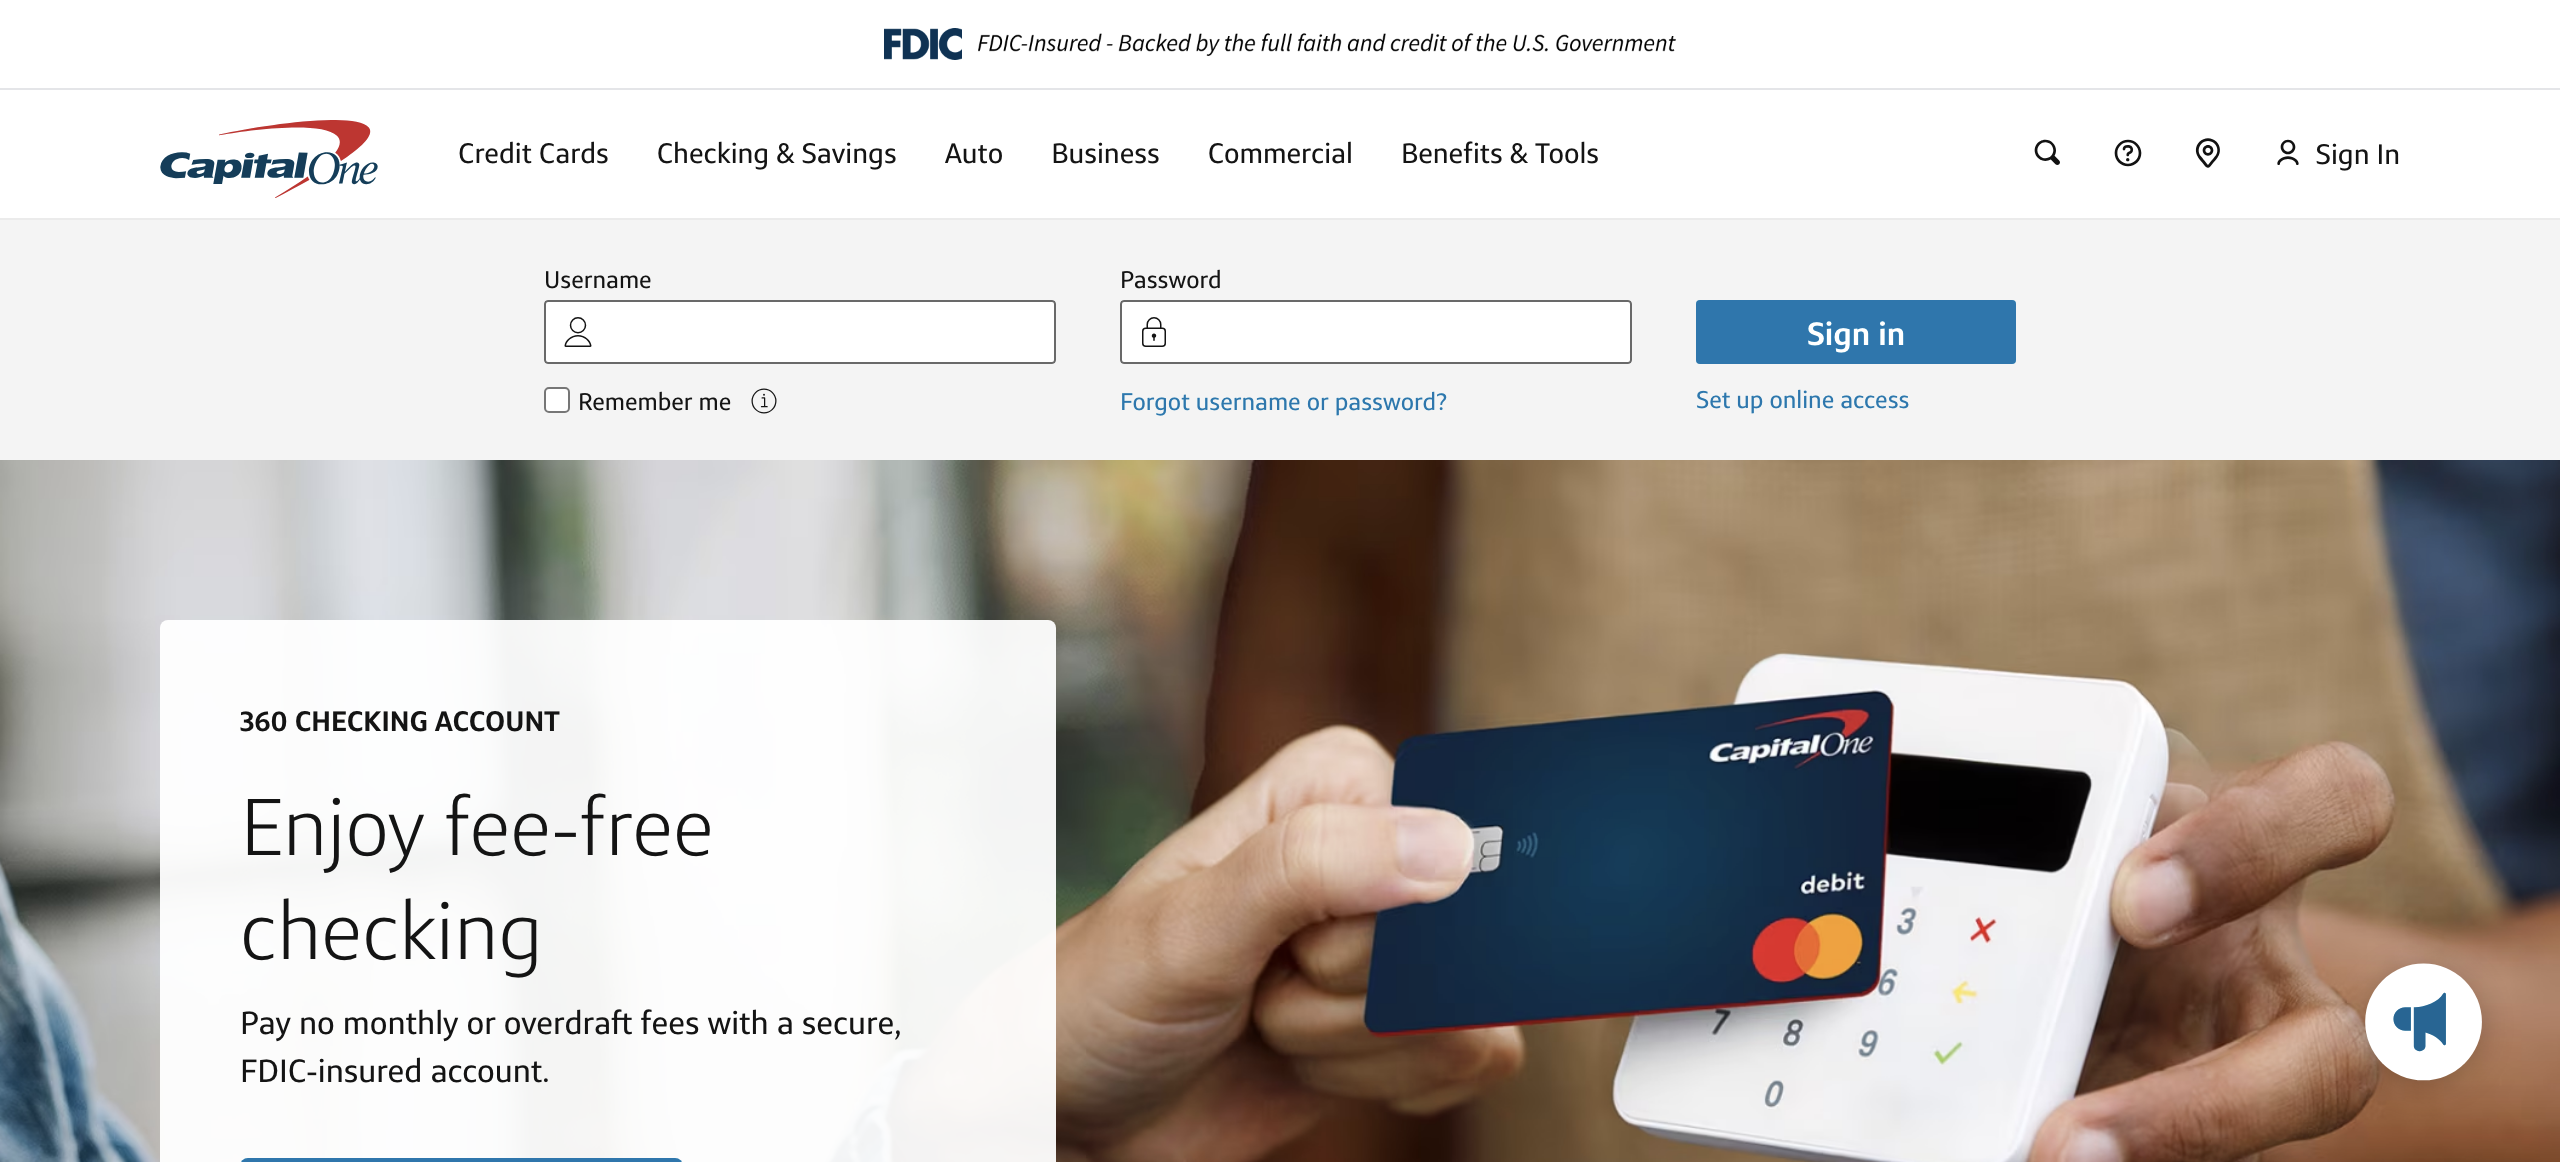 FDIC FDIC-Insured - Backed by the full faith and credit of the U.S. Government
Capital One Credit Cards Checking & Savings Auto Business Commercial Benefits & Tools Sign In
Username Password
Sign in
Remember me Forgot username or password? Set up online access
360 CHECKING ACCOUNT
Enjoy fee-free
checking
Pay no monthly or overdraft fees with a secure,
FDIC-insured account.
Capital One
debit
3
6
7 8 9
0